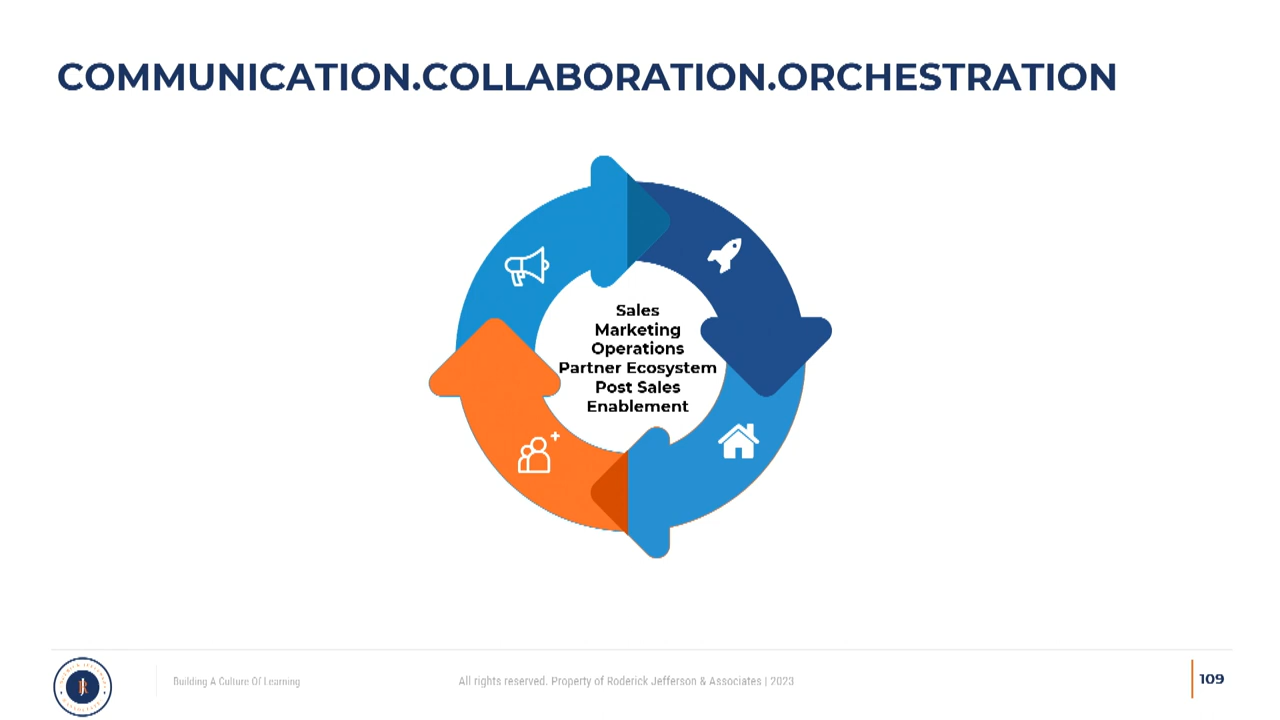 COMMUNICATION.COLLABORATION.ORCHESTRATION
Sales
Marketing
Operations
Partner Ecosystem
Post Sales
Enablement
Building A Culture Of Learning
All rights reserved. Property of Roderick Jefferson & Associates | 2023
109